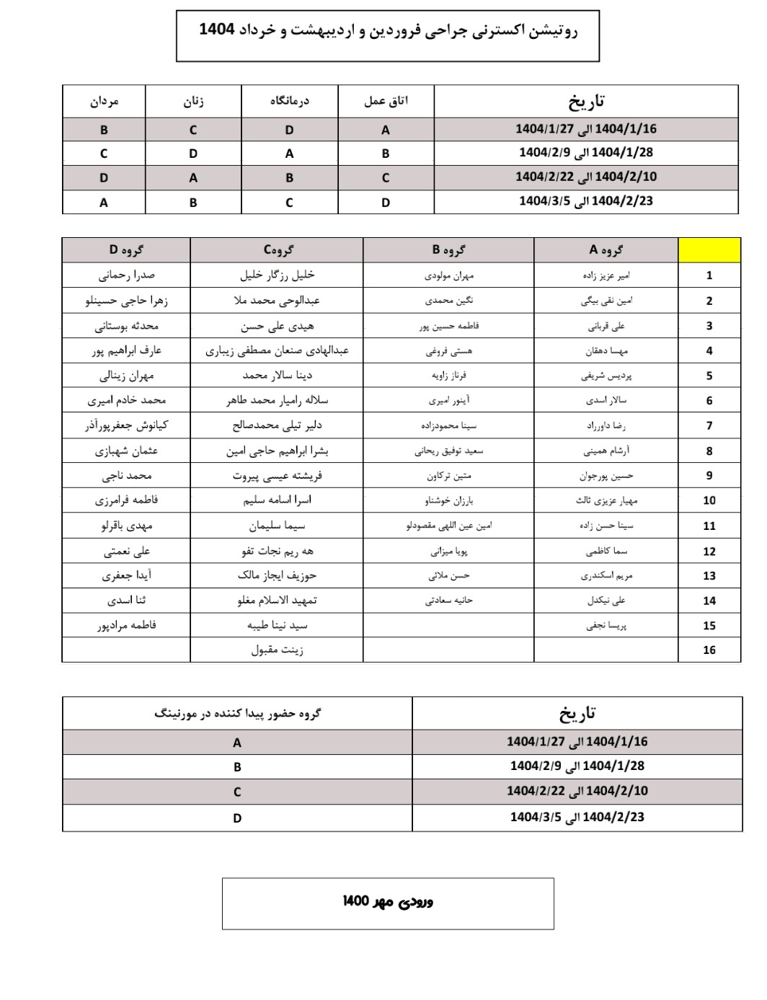 روتیشن اکسترنی جراحی فروردین و اردیبهشت و خرداد 1404
تاریخ اتاق عمل درمانگاه زنان مردان
1404/1/16 الی 1404/1/27 A D C B
1404/1/28 الی 1404/2/9 B A D C
1404/2/10 الی 1404/2/22 C B A D
1404/2/23 الی 1404/3/5 D C B A
گروه A گروه B گروهC گروه D
1 امیر عزیز زاده مهران مولودی خلیل رزگار خلیل صدرا رحمانی
2 امین نقی بیگی نگین محمدی عبدالوحی محمد ملا زهرا حاجی حسینلو
3 علی قربانی فاطمه حسین پور هیدی علی حسن محدثه بوستانی
4 مهسا دهقان هستی فروغی عبدالهادی صنعان مصطفی زیباری عارف ابراهیم پور
5 پردیس شریفی فرناز زاویه دینا سالار محمد مهران زینالی
6 سالار اسدی آینور امیری سلاله رامیار محمد طاهر محمد خادم امیری
7 رضا داورراد سینا محمودزاده دلیر تیلی محمدصالح کیانوش جعفرپورآذر
8 آرشام همینی سعید توفیق ریحانی بشرا ابراهیم حاجی امین عثمان شهبازی
9 حسین پورجوان متین ترکاون فریشته عیسی پیروت محمد ناجی
10 مهیار عزیزی ثالث بارزان خوشناو اسرا اسامه سلیم فاطمه فرامرزی
11 سینا حسن زاده امین عین اللهی مقصودلو سیما سلیمان مهدی باقرلو
12 سما کاظمی پویا میزانی هه ریم نجات تفو علی نعمتی
13 مریم اسکندری حسن ملائی حوزیف ایجاز مالک آیدا جعفری
14 علی نیکدل حانیه سعادتی تمهید الاسلام مغلو ثنا اسدی
15 پریسا نجفی سید نینا طیبه فاطمه مرادپور
16 زینت مقبول
تاریخ گروه حضور پیدا کننده در مورنینگ
1404/1/16 الی 1404/1/27 A
1404/1/28 الی 1404/2/9 B
1404/2/10 الی 1404/2/22 C
1404/2/23 الی 1404/3/5 D
ورودی مهر 1400